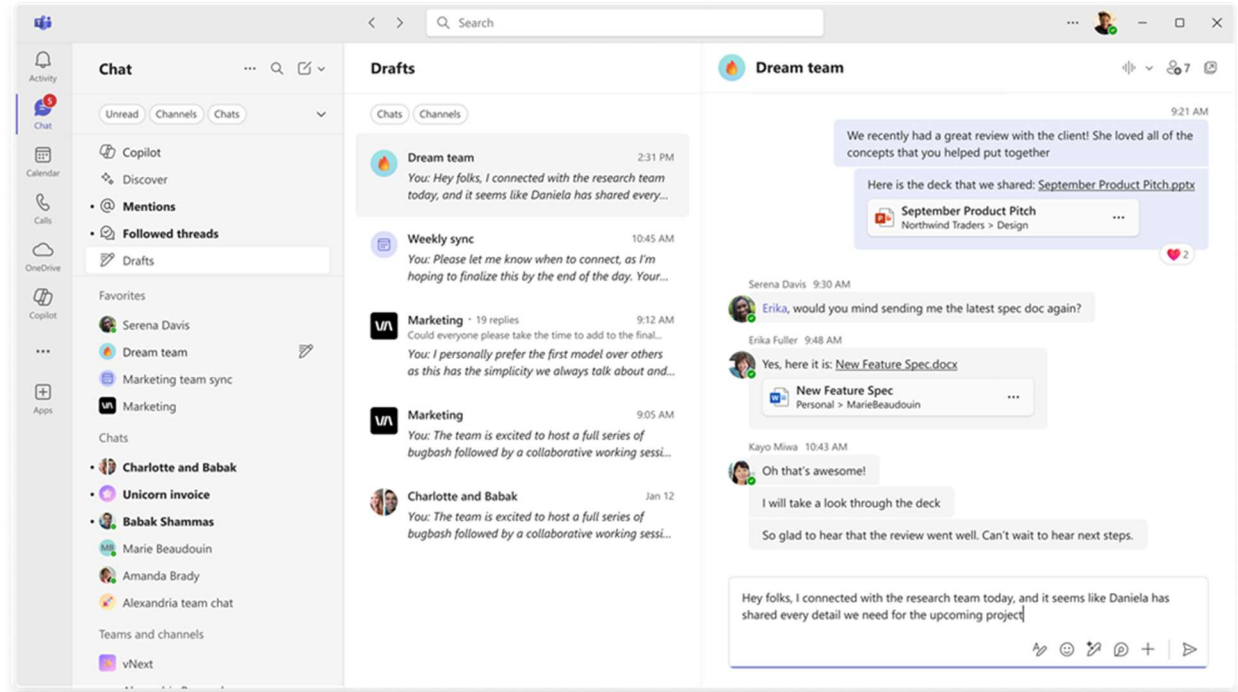 Search
Activity
Chat
5
Calendar
Calls
OneDrive
Copilot
Apps
Chat
Unread
Channels
Chats
Copilot
Discover
Mentions
Followed threads
Drafts
Favorites
Serena Davis
Dream team
Marketing team sync
Marketing
Chats
Charlotte and Babak
Unicorn invoice
Babak Shammas
MB
Marie Beaudouin
Amanda Brady
Alexandria team chat
Teams and channels
vNext
Drafts
Chats
Channels
Dream team 2:31 PM
You: Hey folks, I connected with the research team
today, and it seems like Daniela has shared every...
Weekly sync 10:45 AM
You: Please let me know when to connect, as I'm
hoping to finalize this by the end of the day. Your...
Marketing · 19 replies 9:12 AM
Could everyone please take the time to add to the final...
You: I personally prefer the first model over others
as this has the simplicity we always talk about and...
Marketing 9:05 AM
You: The team is excited to host a full series of
bugbash followed by a collaborative working sessi...
Charlotte and Babak Jan 12
You: The team is excited to host a full series of
bugbash followed by a collaborative working sessi...
Dream team
7
9:21 AM
We recently had a great review with the client! She loved all of the
concepts that you helped put together
Here is the deck that we shared: September Product Pitch.pptx
September Product Pitch
Northwind Traders > Design
2
Serena Davis 9:30 AM
Erika, would you mind sending me the latest spec doc again?
Erika Fuller 9:48 AM
Yes, here it is: New Feature Spec.docx
New Feature Spec
Personal > MarieBeaudouin
Kayo Miwa 10:43 AM
Oh that's awesome!
I will take a look through the deck
So glad to hear that the review went well. Can't wait to hear next steps.
Hey folks, I connected with the research team today, and it seems like Daniela has
shared every detail we need for the upcoming project